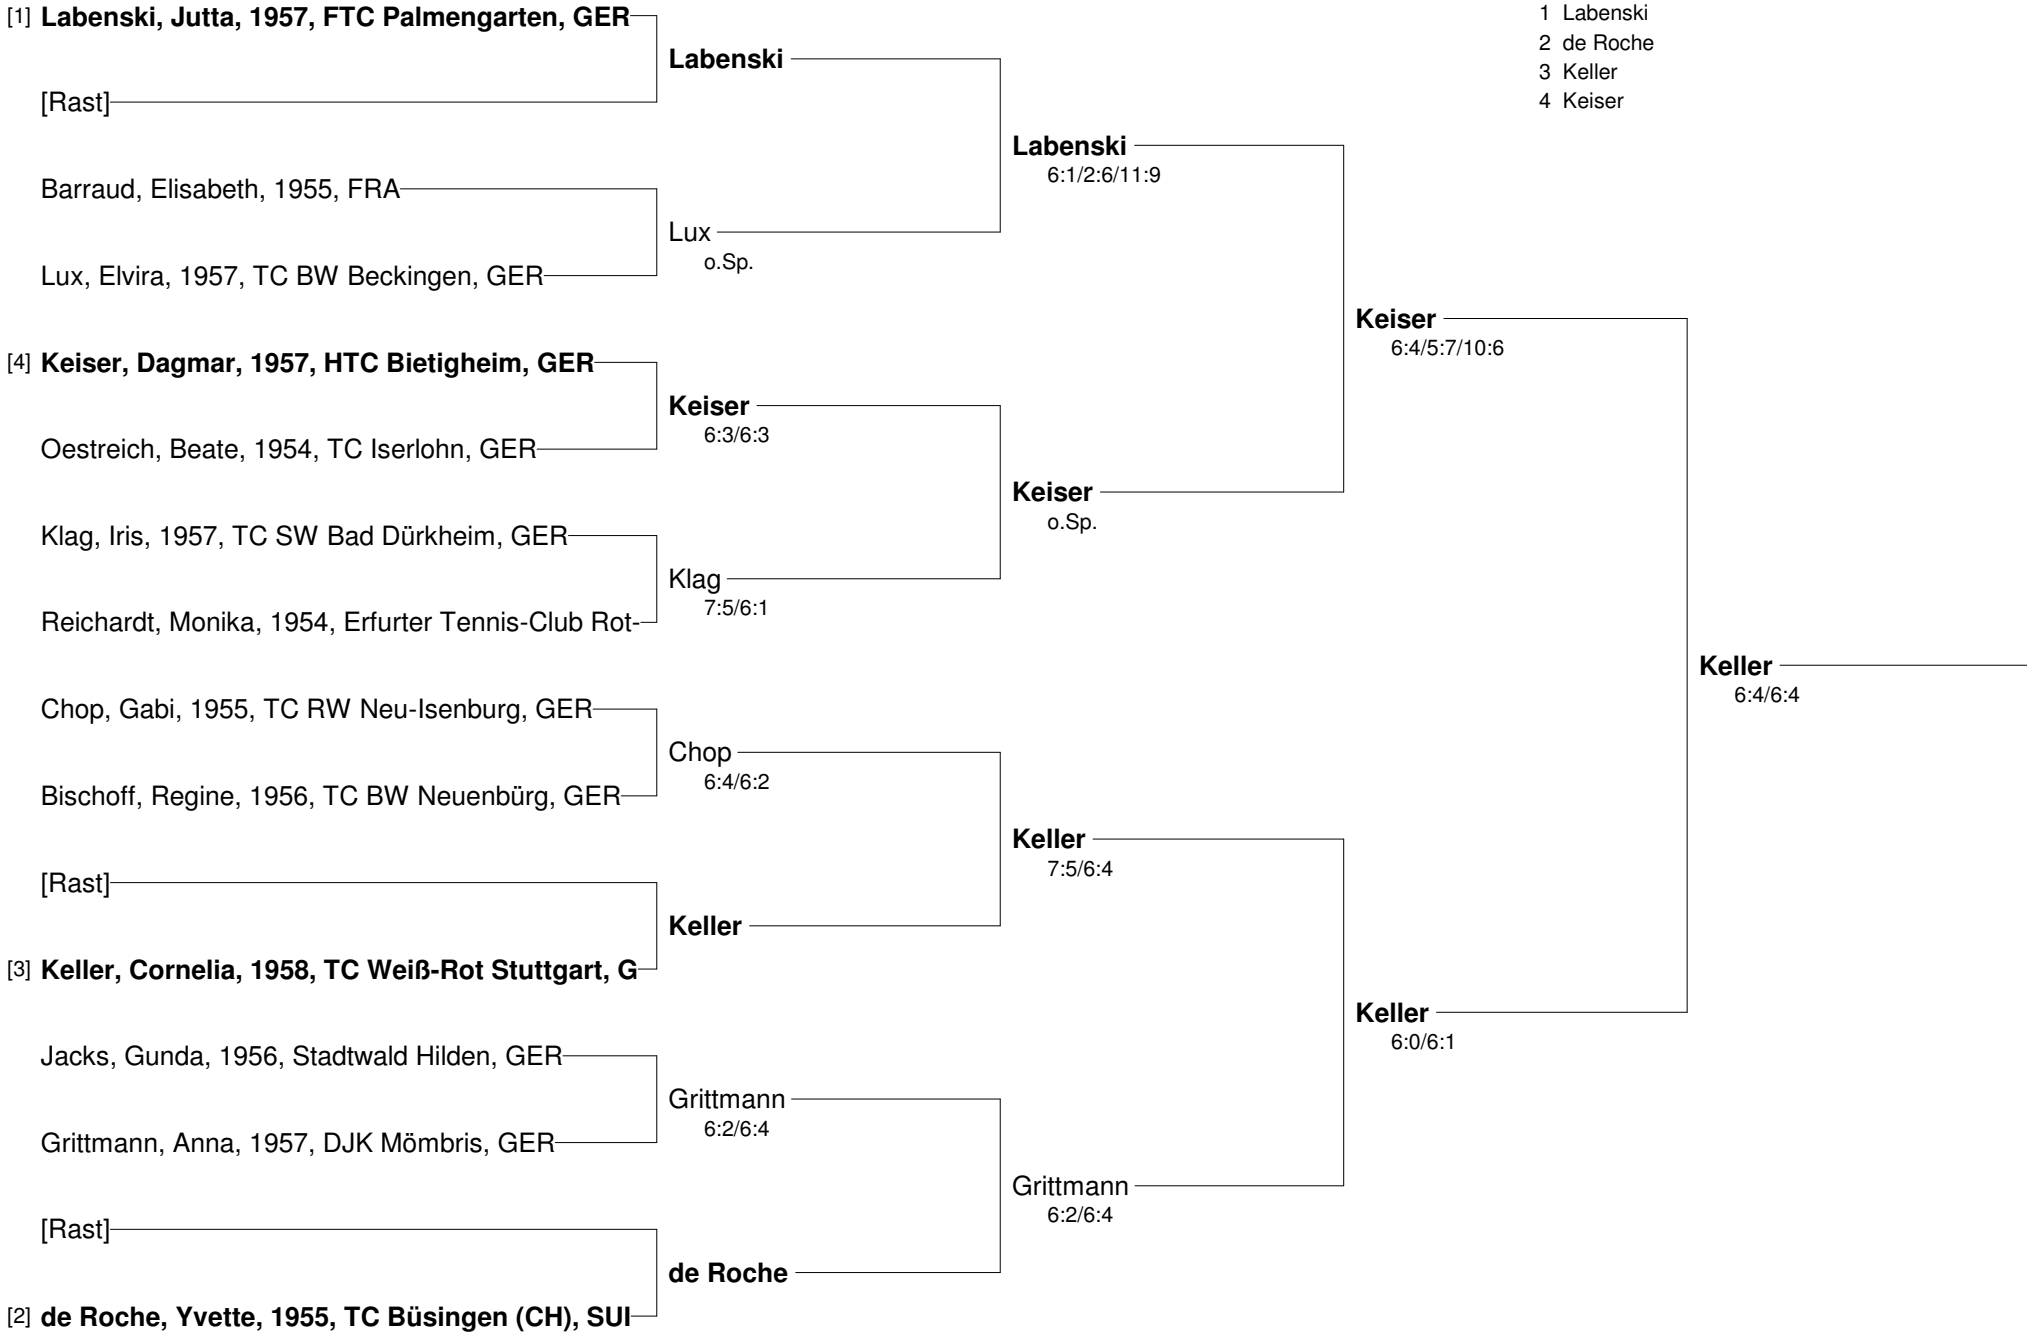 [1] Labenski, Jutta, 1957, FTC Palmengarten, GER
[Rast]
Barraud, Elisabeth, 1955, FRA
Lux, Elvira, 1957, TC BW Beckingen, GER
[4] Keiser, Dagmar, 1957, HTC Bietigheim, GER
Oestreich, Beate, 1954, TC Iserlohn, GER
Klag, Iris, 1957, TC SW Bad Dürkheim, GER
Reichardt, Monika, 1954, Erfurter Tennis-Club Rot-
Chop, Gabi, 1955, TC RW Neu-Isenburg, GER
Bischoff, Regine, 1956, TC BW Neuenbürg, GER
[Rast]
[3] Keller, Cornelia, 1958, TC Weiß-Rot Stuttgart, G
Jacks, Gunda, 1956, Stadtwald Hilden, GER
Grittmann, Anna, 1957, DJK Mömbris, GER
[Rast]
[2] de Roche, Yvette, 1955, TC Büsingen (CH), SUI
Labenski
Lux
o.Sp.
Keiser
6:3/6:3
Klag
7:5/6:1
Chop
6:4/6:2
Keller
Grittmann
6:2/6:4
de Roche
Labenski
6:1/2:6/11:9
Keiser
o.Sp.
Keller
7:5/6:4
Grittmann
6:2/6:4
Keiser
6:4/5:7/10:6
Keller
6:0/6:1
Keller
6:4/6:4
1 Labenski
2 de Roche
3 Keller
4 Keiser